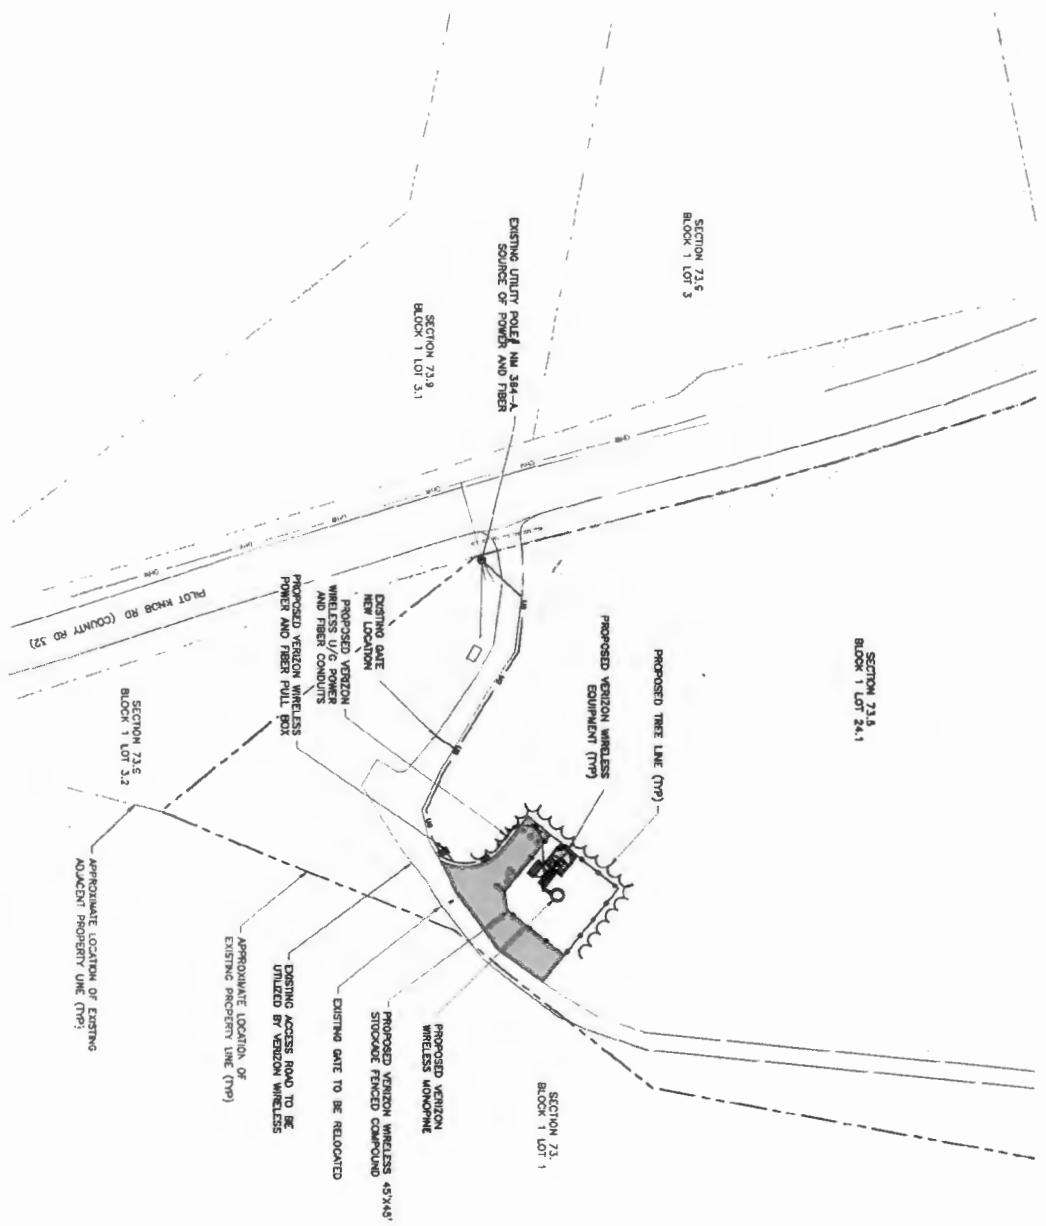 SECTION 73.
BLOCK 1 LOT 3
EXISTING UTILITY POLE# NM 384-A
SOURCE OF POWER AND FIBER
SECTION 73.9
BLOCK 1 LOT 3.1
SECTION 73.
BLOCK 1 LOT 24.1
PROPOSED TREE LINE (TYP)
PROPOSED VERIZON WIRELESS
EQUIPMENT (TYP)
EXISTING GATE
NEW LOCATION
PROPOSED VERIZON
WIRELESS U/G POWER
AND FIBER CONDUITS
PROPOSED VERIZON WIRELESS
POWER AND FIBER PULL BOX
PILOT KNOB RD (COUNTY RD 32)
SECTION 73.
BLOCK 1 LOT 3.2
APPROXIMATE LOCATION OF EXISTING
ADJACENT PROPERTY LINE (TYP)
APPROXIMATE LOCATION OF
EXISTING PROPERTY LINE (TYP)
EXISTING ACCESS ROAD TO BE
UTILIZED BY VERIZON WIRELESS
EXISTING GATE TO BE RELOCATED
PROPOSED VERIZON WIRELESS 45'X45'
STOCKADE FENCED COMPOUND
PROPOSED VERIZON
WIRELESS MONOPINE
SECTION 73.
BLOCK 1 LOT 1